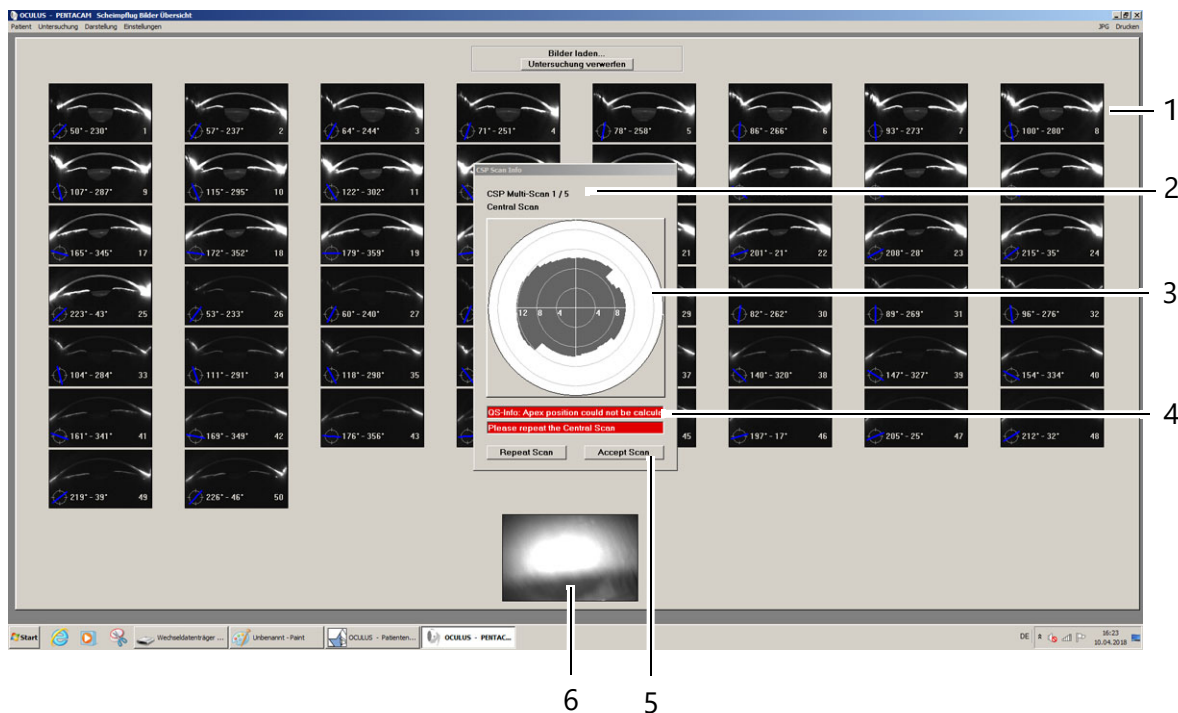 OCULUS - PENTACAM Scheimpflug Bilder Übersicht
Patient Untersuchung Darstellung Einstellungen JPG Drucken
Bilder laden...
Untersuchung verwerfen
50° - 230° 1
57° - 237° 2
64° - 244° 3
71° - 251° 4
78° - 258° 5
86° - 266° 6
93° - 273° 7
100° - 280° 8
1
107° - 287° 9
115° - 295° 10
122° - 302° 11
CSP Scan Info
CSP Multi-Scan 1 / 5
Central Scan
2
165° - 345° 17
172° - 352° 18
179° - 359° 19
21
201° - 21° 22
208° - 28° 23
215° - 35° 24
223° - 43° 25
53° - 233° 26
60° - 240° 27
12 8 4 4 8
29
82° - 262° 30
89° - 269° 31
96° - 276° 32
3
104° - 284° 33
111° - 291° 34
118° - 298° 35
37
140° - 320° 38
147° - 327° 39
154° - 334° 40
QS-Info: Apex position could not be calcul
Please repeat the Central Scan
4
161° - 341° 41
169° - 349° 42
176° - 356° 43
45
197° - 17° 46
205° - 25° 47
212° - 32° 48
Repeat Scan Accept Scan
219° - 39° 49
226° - 46° 50
Start Wechseldatenträger ... Unbenannt - Paint OCULUS - Patienten... OCULUS - PENTAC... DE 16:23
10.04.2018
6 5